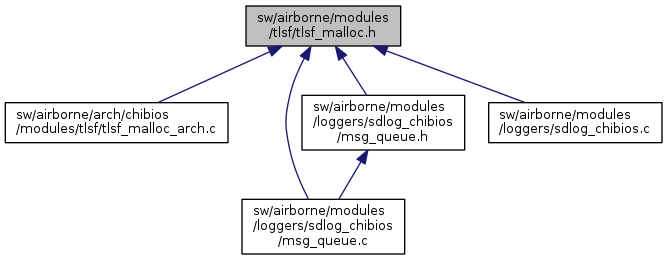 sw/airborne/modules
/tlsf/tlsf_malloc.h
sw/airborne/arch/chibios
/modules/tlsf/tlsf_malloc_arch.c
sw/airborne/modules
/loggers/sdlog_chibios
/msg_queue.h
sw/airborne/modules
/loggers/sdlog_chibios.c
sw/airborne/modules
/loggers/sdlog_chibios
/msg_queue.c